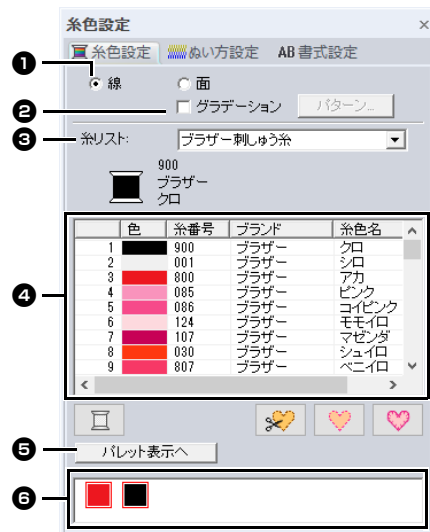 糸色設定 ×
糸色設定 ぬい方設定 AB 書式設定
❶ 線 面
❷ グラデーション パターン...
❸ 糸リスト: ブラザー刺しゅう糸
900
ブラザー
クロ
❹
色 糸番号 ブランド 糸色名
1 900 ブラザー クロ
2 001 ブラザー シロ
3 800 ブラザー アカ
4 085 ブラザー ピンク
5 086 ブラザー コイピンク
6 124 ブラザー モモイロ
7 107 ブラザー マゼンダ
8 030 ブラザー シュイロ
9 807 ブラザー ベニイロ
❺ パレット表示へ
❻